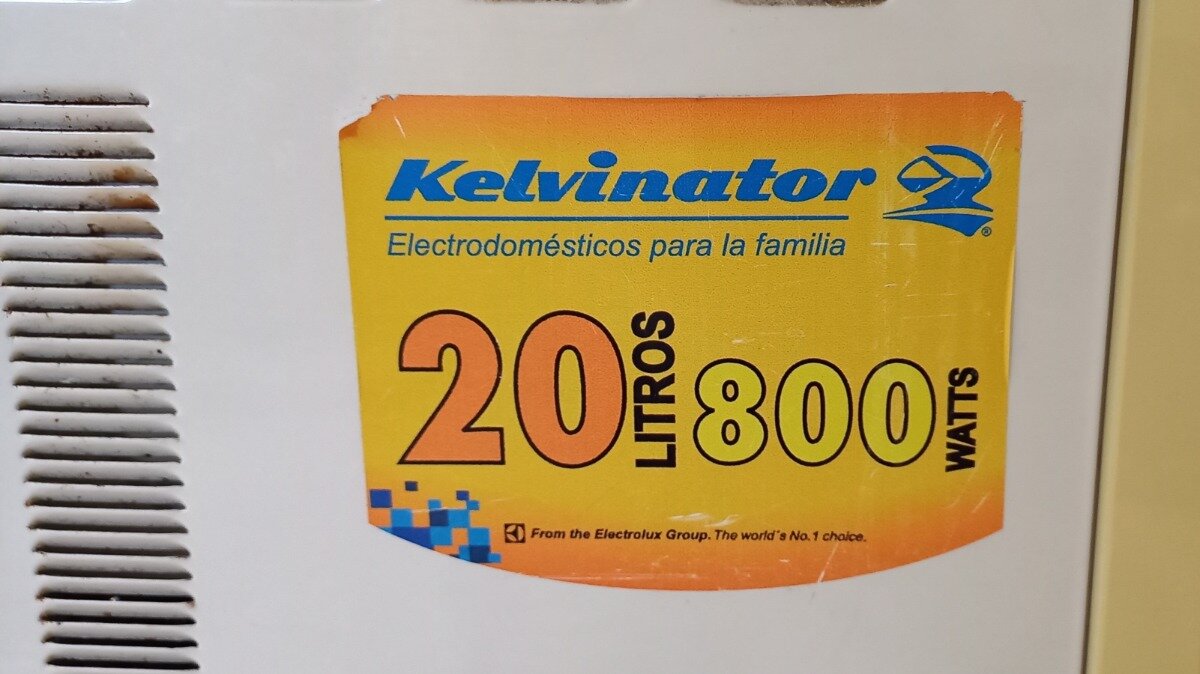 Kelvinator
®
Electrodomésticos para la familia
20 LITROS 800 WATTS
From the Electrolux Group. The world´s No.1 choice.